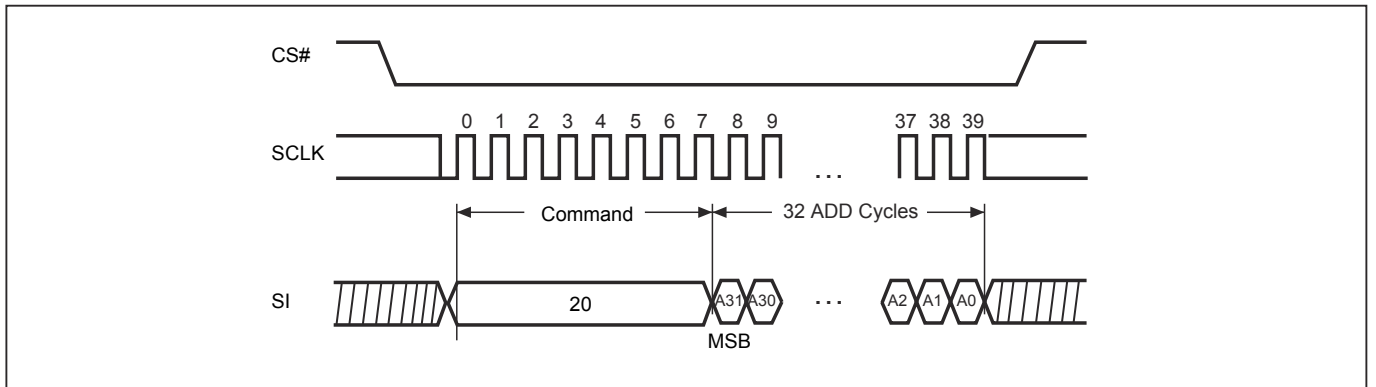 CS#
0 1 2 3 4 5 6 7 8 9 37 38 39
SCLK
...
Command 32 ADD Cycles
SI 20 A31 A30 ... A2 A1 A0
MSB